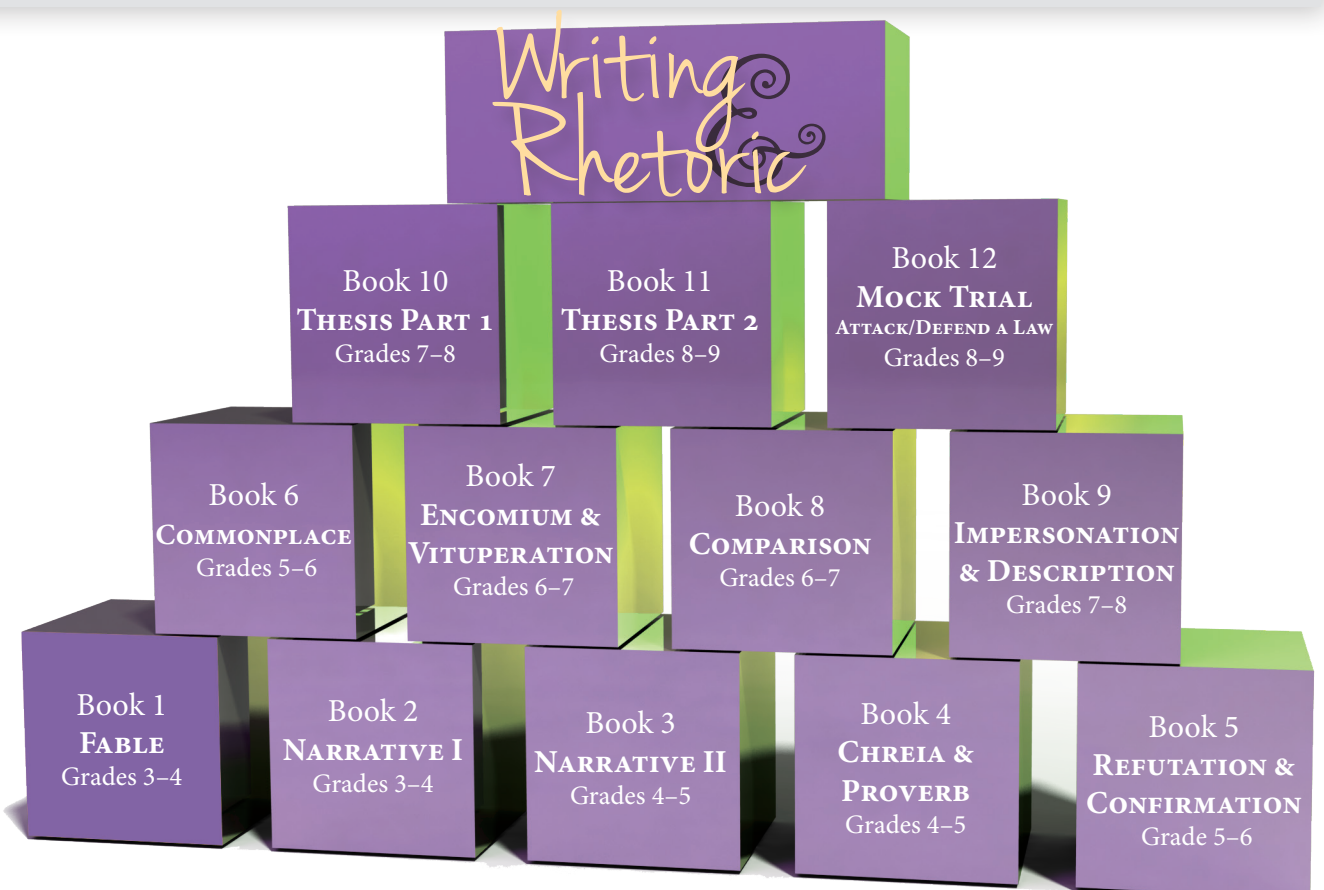 Writing &
Rhetoric
Book 10
THESIS PART 1
Grades 7–8
Book 11
THESIS PART 2
Grades 8–9
Book 12
MOCK TRIAL
ATTACK/DEFEND A LAW
Grades 8–9
Book 6
COMMONPLACE
Grades 5–6
Book 7
ENCOMIUM &
VITUPERATION
Grades 6–7
Book 8
COMPARISON
Grades 6–7
Book 9
IMPERSONATION
& DESCRIPTION
Grades 7–8
Book 1
FABLE
Grades 3–4
Book 2
NARRATIVE I
Grades 3–4
Book 3
NARRATIVE II
Grades 4–5
Book 4
CHREIA &
PROVERB
Grades 4–5
Book 5
REFUTATION &
CONFIRMATION
Grade 5–6